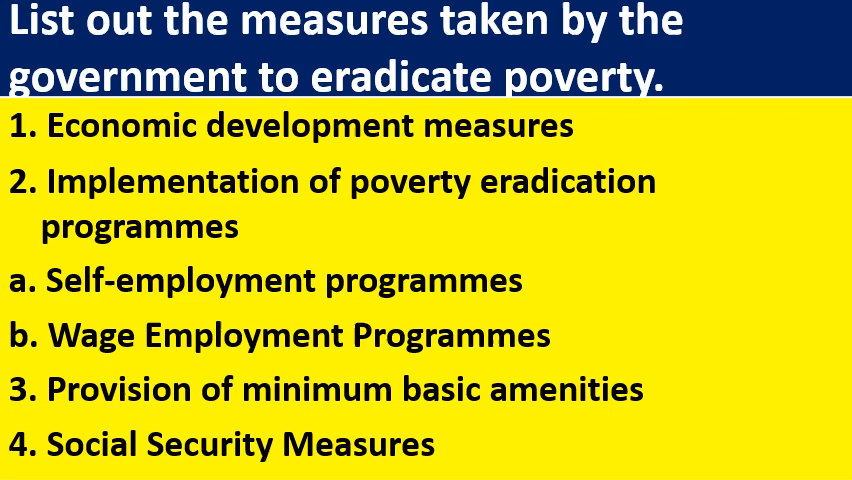 List out the measures taken by the
government to eradicate poverty.
1. Economic development measures
2. Implementation of poverty eradication
programmes
a. Self-employment programmes
b. Wage Employment Programmes
3. Provision of minimum basic amenities
4. Social Security Measures